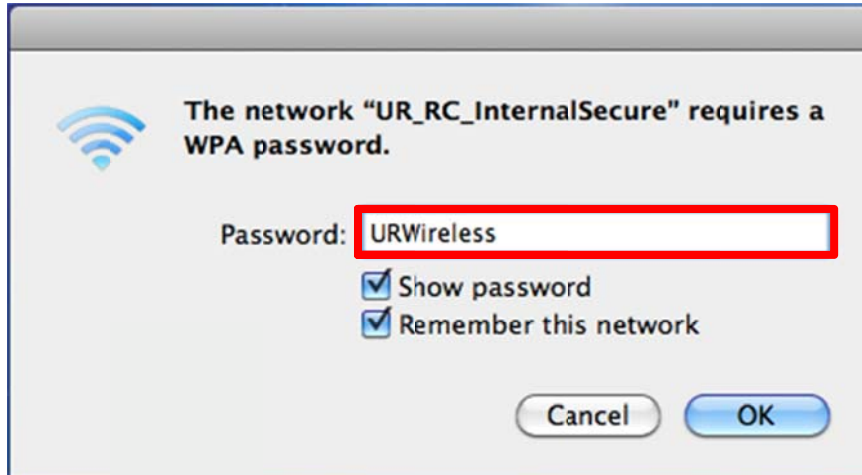 The network “UR_RC_InternalSecure” requires a
WPA password.
Password: URWireless
Show password
Remember this network
Cancel OK